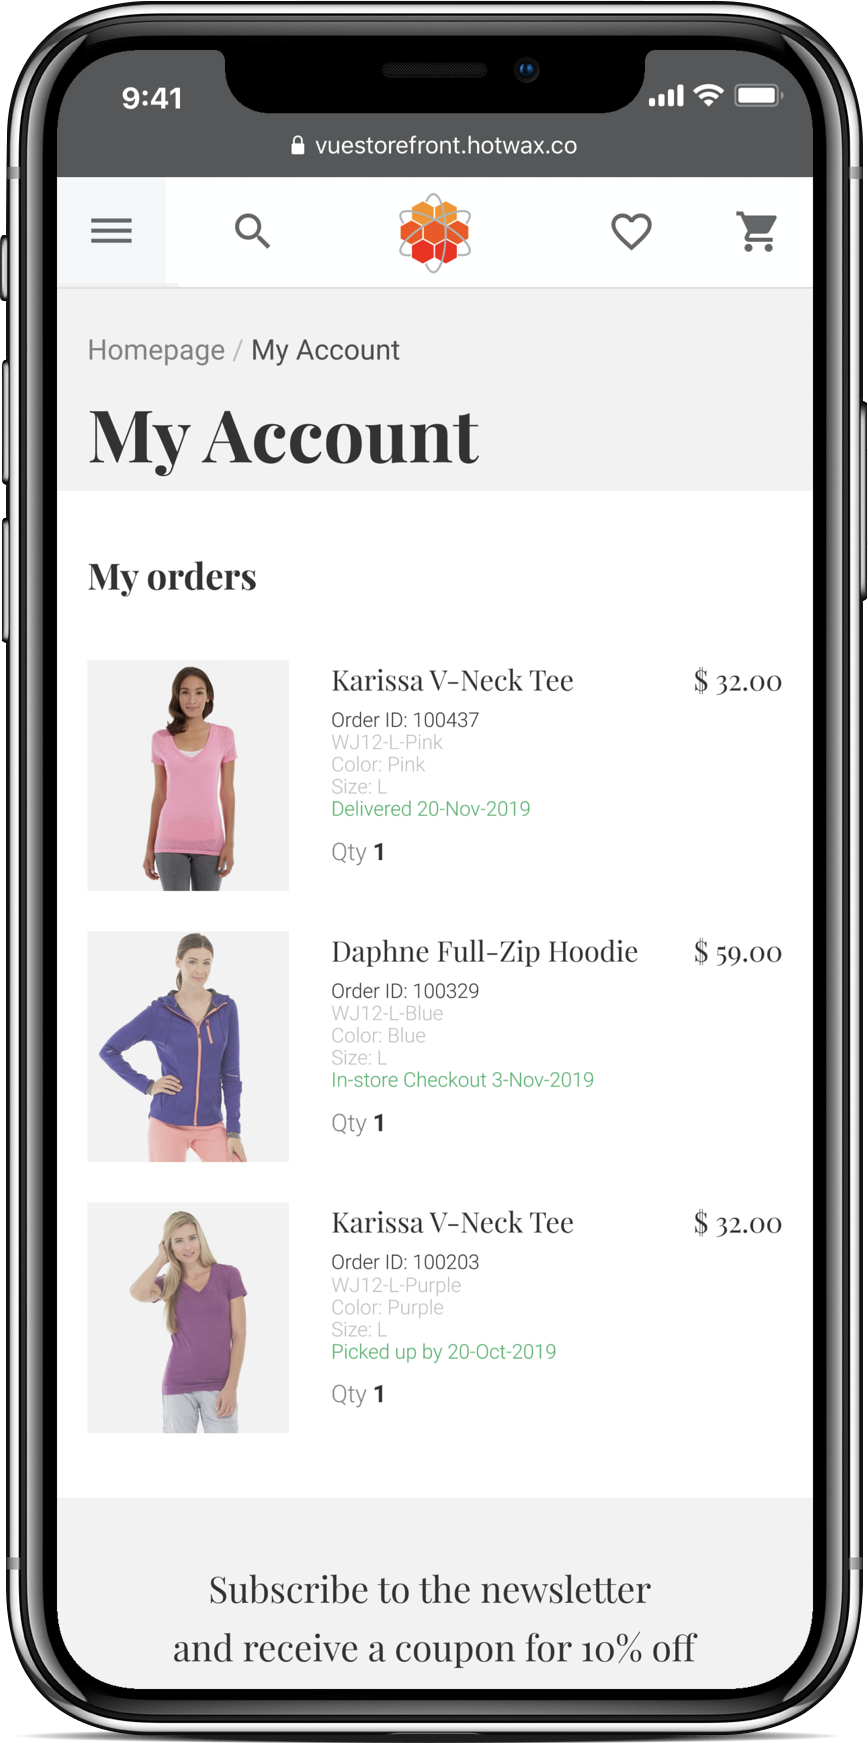 9:41
vuestorefront.hotwax.co
Homepage / My Account
My Account
My orders
Karissa V-Neck Tee $ 32.00
Order ID: 100437
WJ12-L-Pink
Color: Pink
Size: L
Delivered 20-Nov-2019
Qty 1
Daphne Full-Zip Hoodie $ 59.00
Order ID: 100329
WJ12-L-Blue
Color: Blue
Size: L
In-store Checkout 3-Nov-2019
Qty 1
Karissa V-Neck Tee $ 32.00
Order ID: 100203
WJ12-L-Purple
Color: Purple
Size: L
Picked up by 20-Oct-2019
Qty 1
Subscribe to the newsletter
and receive a coupon for 10% off